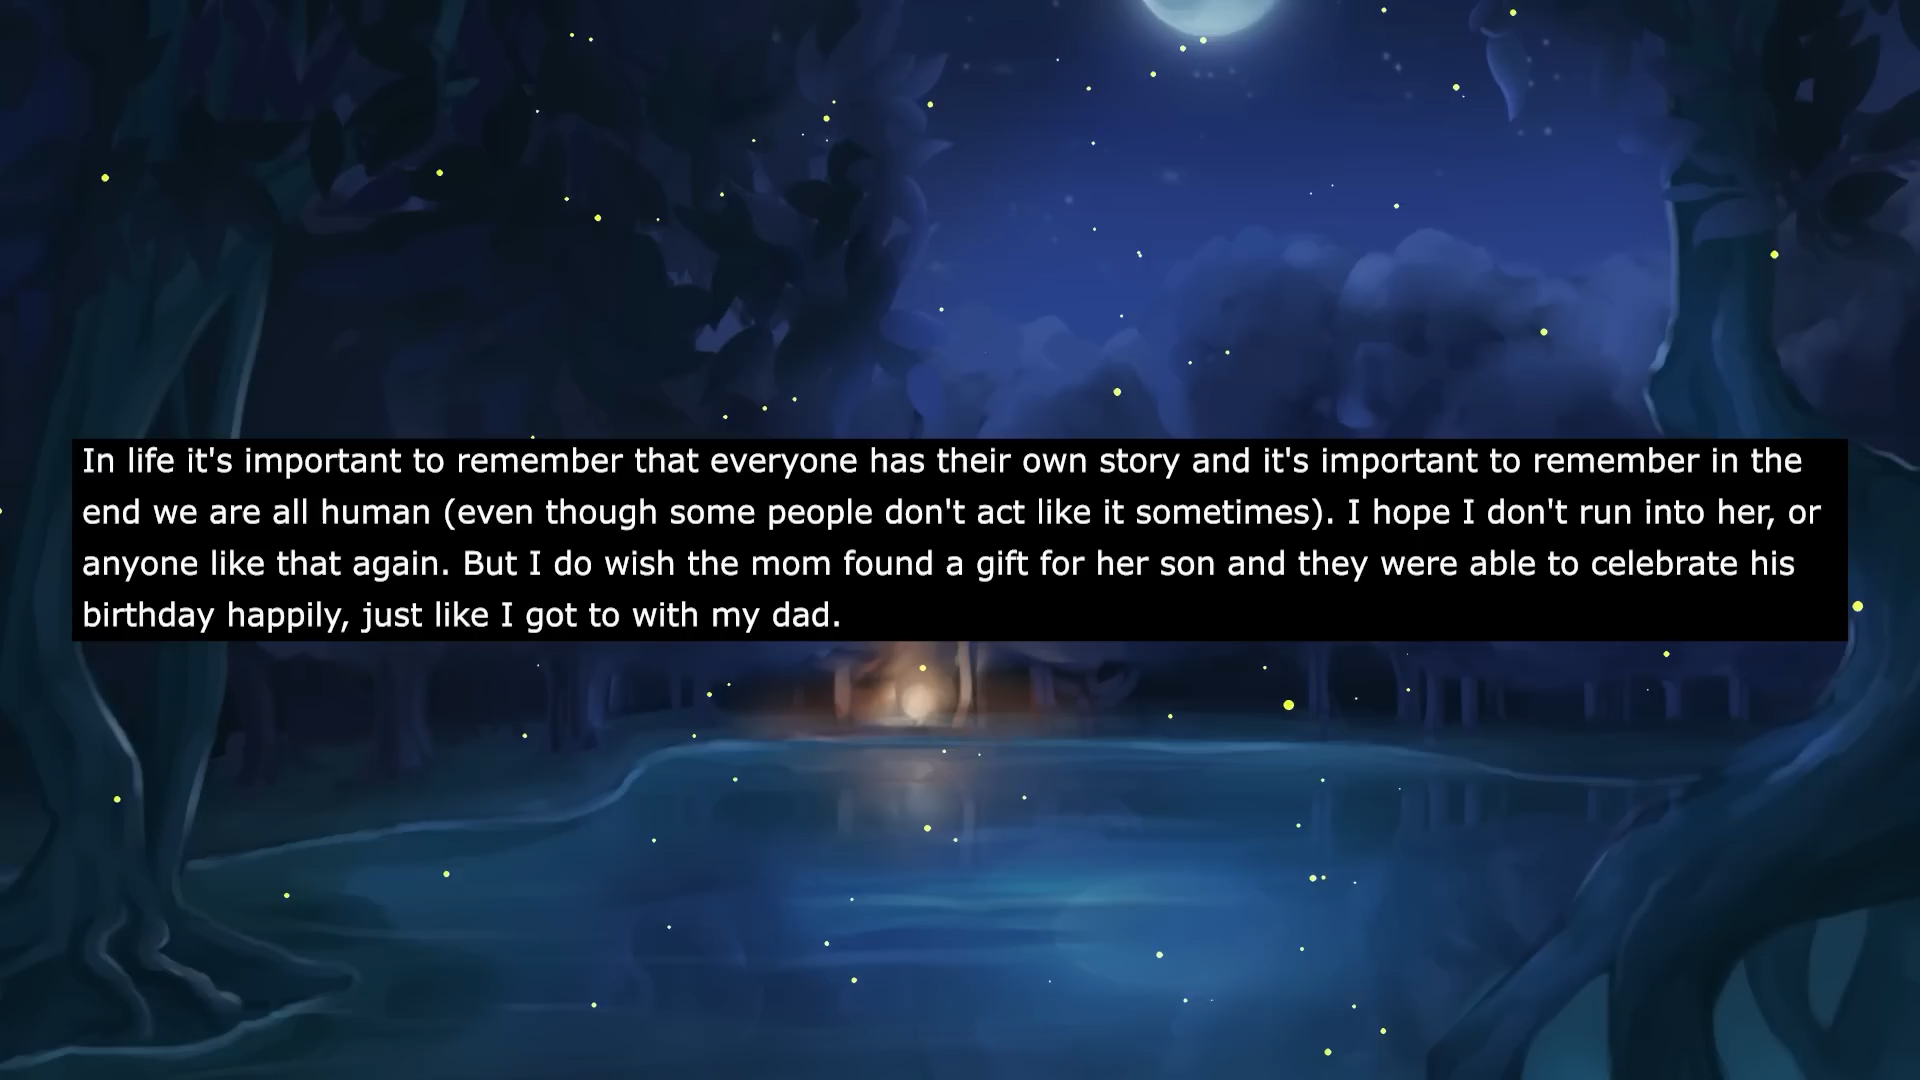 In life it's important to remember that everyone has their own story and it's important to remember in the
end we are all human (even though some people don't act like it sometimes). I hope I don't run into her, or
anyone like that again. But I do wish the mom found a gift for her son and they were able to celebrate his
birthday happily, just like I got to with my dad.